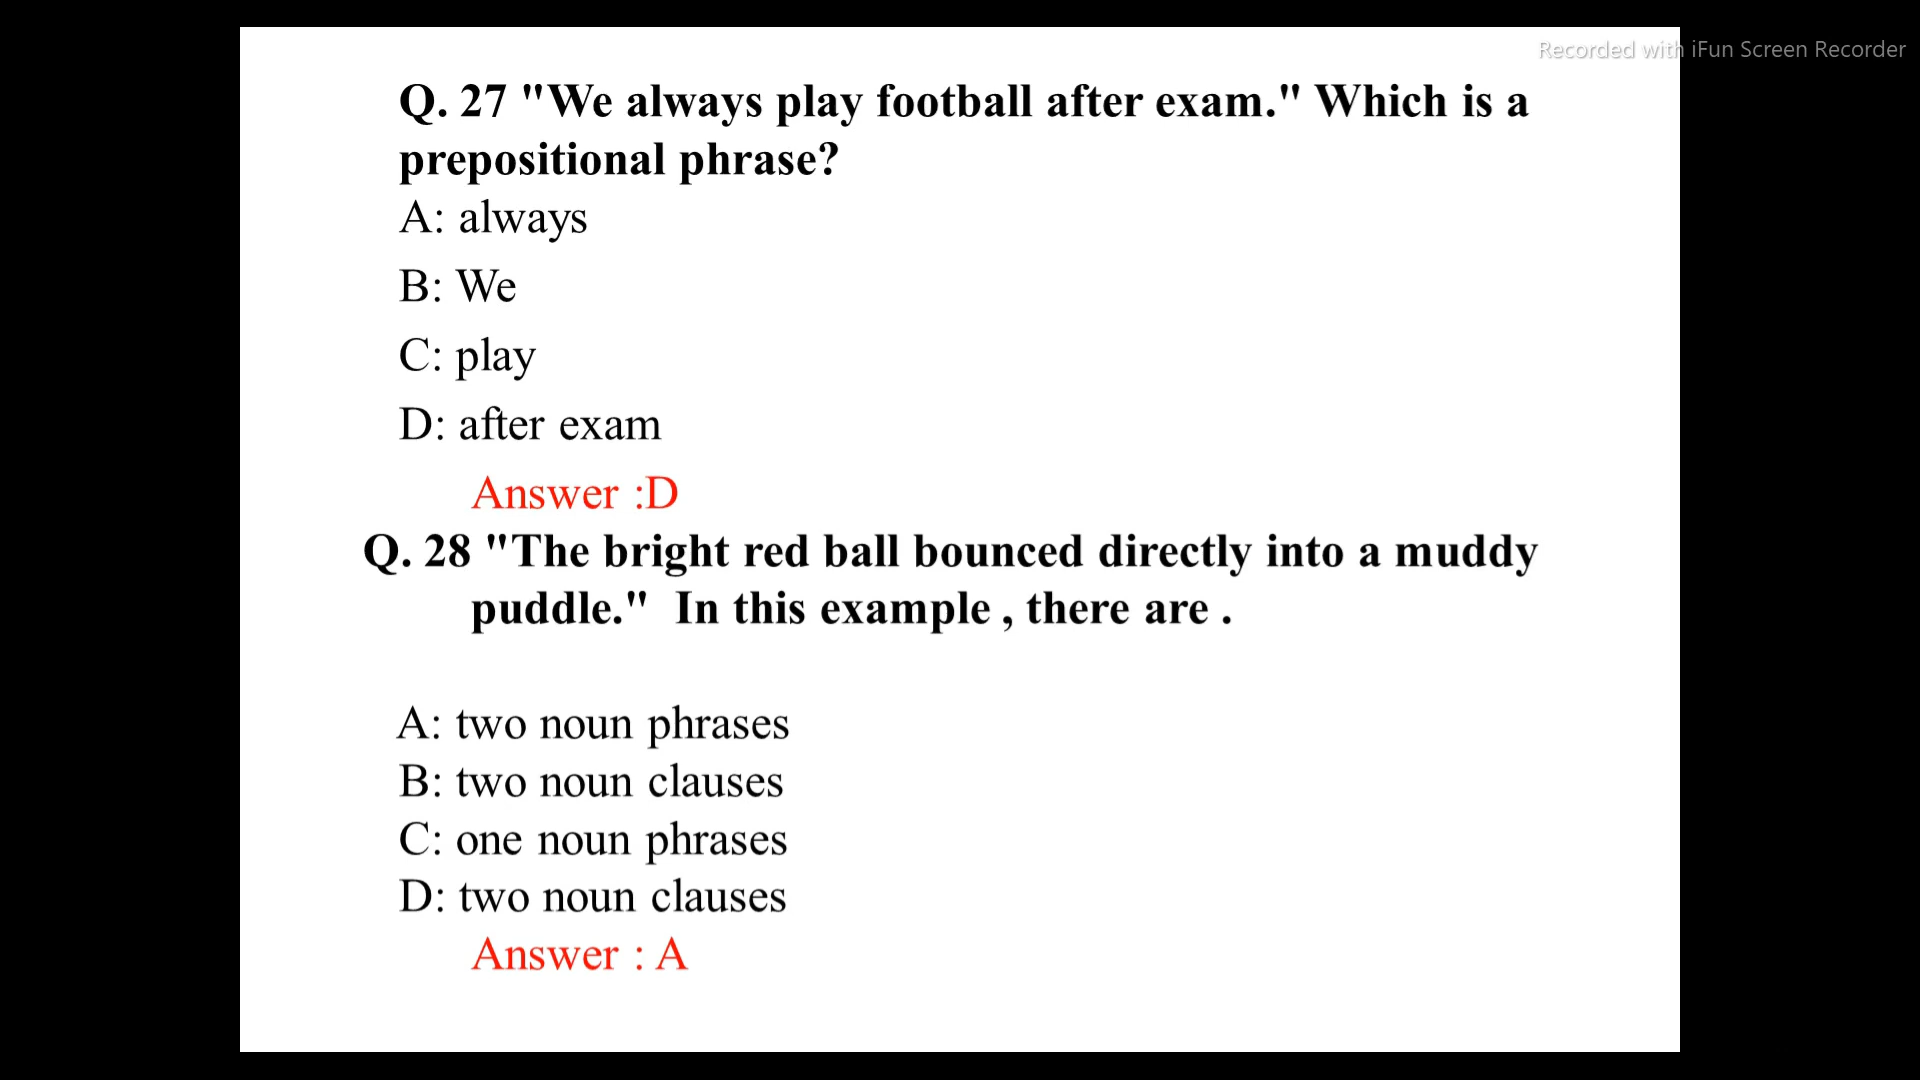 Recorded with iFun Screen Recorder
Q. 27 "We always play football after exam." Which is a
prepositional phrase?
A: always
B: We
C: play
D: after exam
Answer :D
Q. 28 "The bright red ball bounced directly into a muddy
puddle."  In this example , there are .
A: two noun phrases
B: two noun clauses
C: one noun phrases
D: two noun clauses
Answer : A